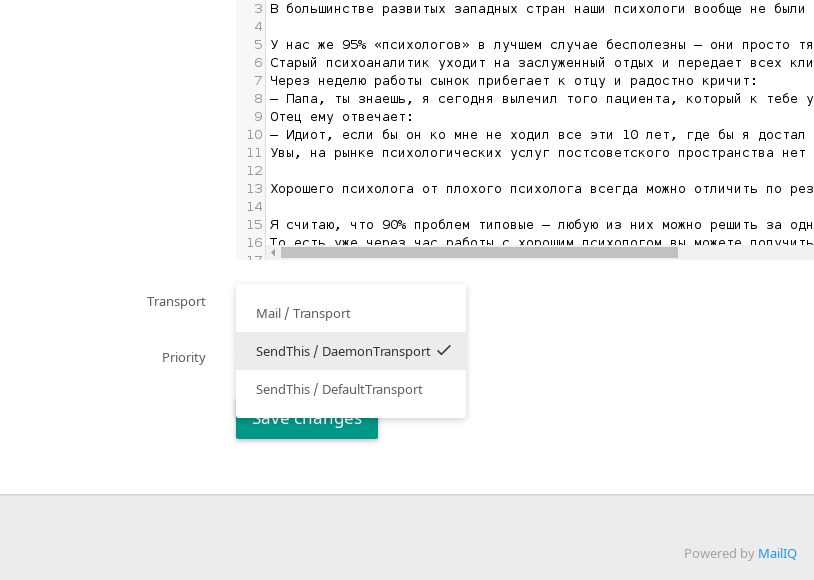 3 В большинстве развитых западных стран наши психологи вообще не были
4
5 У нас же 95% «психологов» в лучшем случае бесполезны — они просто тя
6 Старый психоаналитик уходит на заслуженный отдых и передает всех кли
7 Через неделю работы сынок прибегает к отцу и радостно кричит:
8 — Папа, ты знаешь, я сегодня вылечил того пациента, который к тебе у
9 Отец ему отвечает:
10 — Идиот, если бы он ко мне не ходил все эти 10 лет, где бы я достал
11 Увы, на рынке психологических услуг постсоветского пространства нет
12
13 Хорошего психолога от плохого психолога всегда можно отличить по рез
14
15 Я считаю, что 90% проблем типовые — любую из них можно решить за одн
16 То есть уже через час работы с хорошим психологом вы можете получить
17
Transport
Mail / Transport
SendThis / DaemonTransport
Priority
SendThis / DefaultTransport
Save changes
Powered by MailIQ